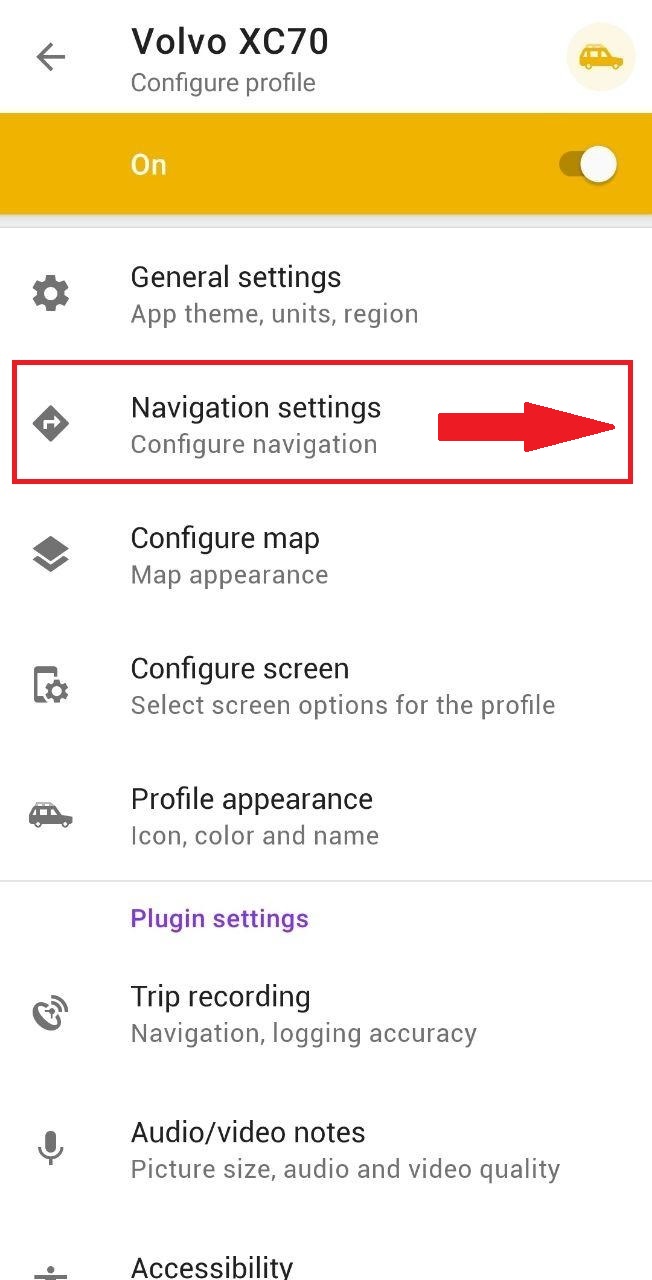 Volvo XC70
Configure profile
On
General settings
App theme, units, region
Navigation settings
Configure navigation
Configure map
Map appearance
Configure screen
Select screen options for the profile
Profile appearance
Icon, color and name
Plugin settings
Trip recording
Navigation, logging accuracy
Audio/video notes
Picture size, audio and video quality
Accessibility